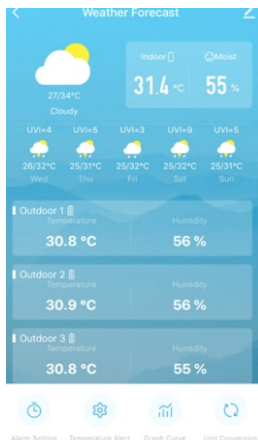 Weather Forecast
Indoor
Moist
31.4 °C
55 %
27/34°C
Cloudy
UVI=4 UVI=5 UVI=3 UVI=9 UVI=5
26/32°C 25/31°C 25/32°C 25/32°C 25/31°C
Wed Thu Fri Sat Sun
Outdoor 1
Temperature Humidity
30.8 °C 56 %
Outdoor 2
Temperature Humidity
30.9 °C 56 %
Outdoor 3
Temperature Humidity
30.8 °C 55 %
Alarm Setting Temperature Alert Graph Curve Unit Conversion